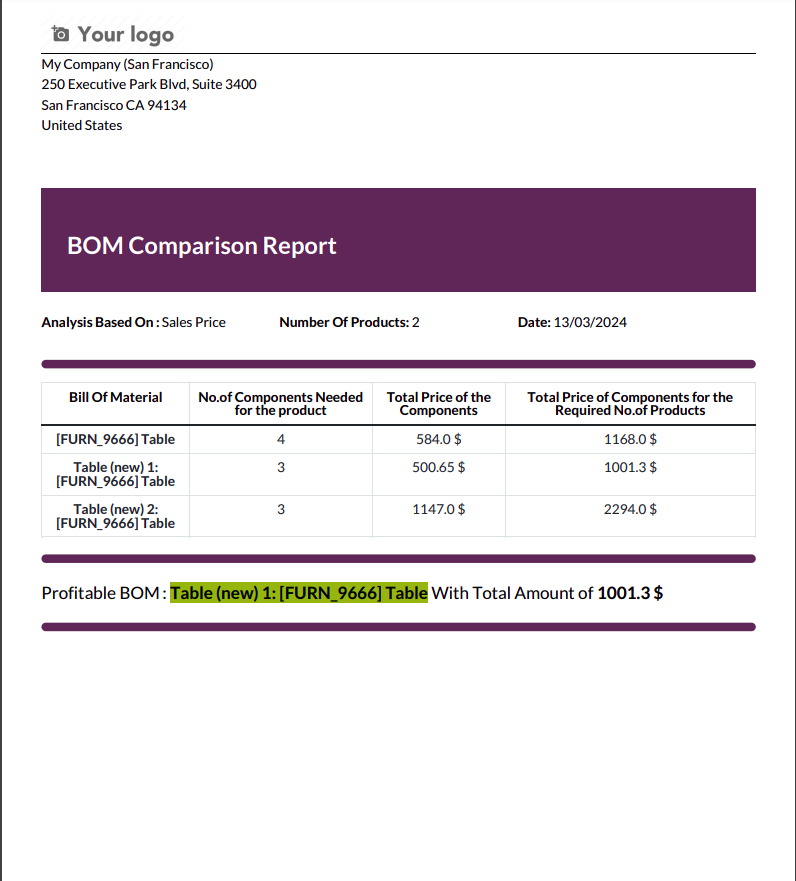 Your logo
My Company (San Francisco)
250 Executive Park Blvd, Suite 3400
San Francisco CA 94134
United States
BOM Comparison Report
Analysis Based On : Sales Price Number Of Products: 2 Date: 13/03/2024
Bill Of Material No.of Components Needed for the product Total Price of the Components Total Price of Components for the Required No.of Products
[FURN_9666] Table 4 584.0 $ 1168.0 $
Table (new) 1: [FURN_9666] Table 3 500.65 $ 1001.3 $
Table (new) 2: [FURN_9666] Table 3 1147.0 $ 2294.0 $
Profitable BOM : Table (new) 1: [FURN_9666] Table With Total Amount of 1001.3 $